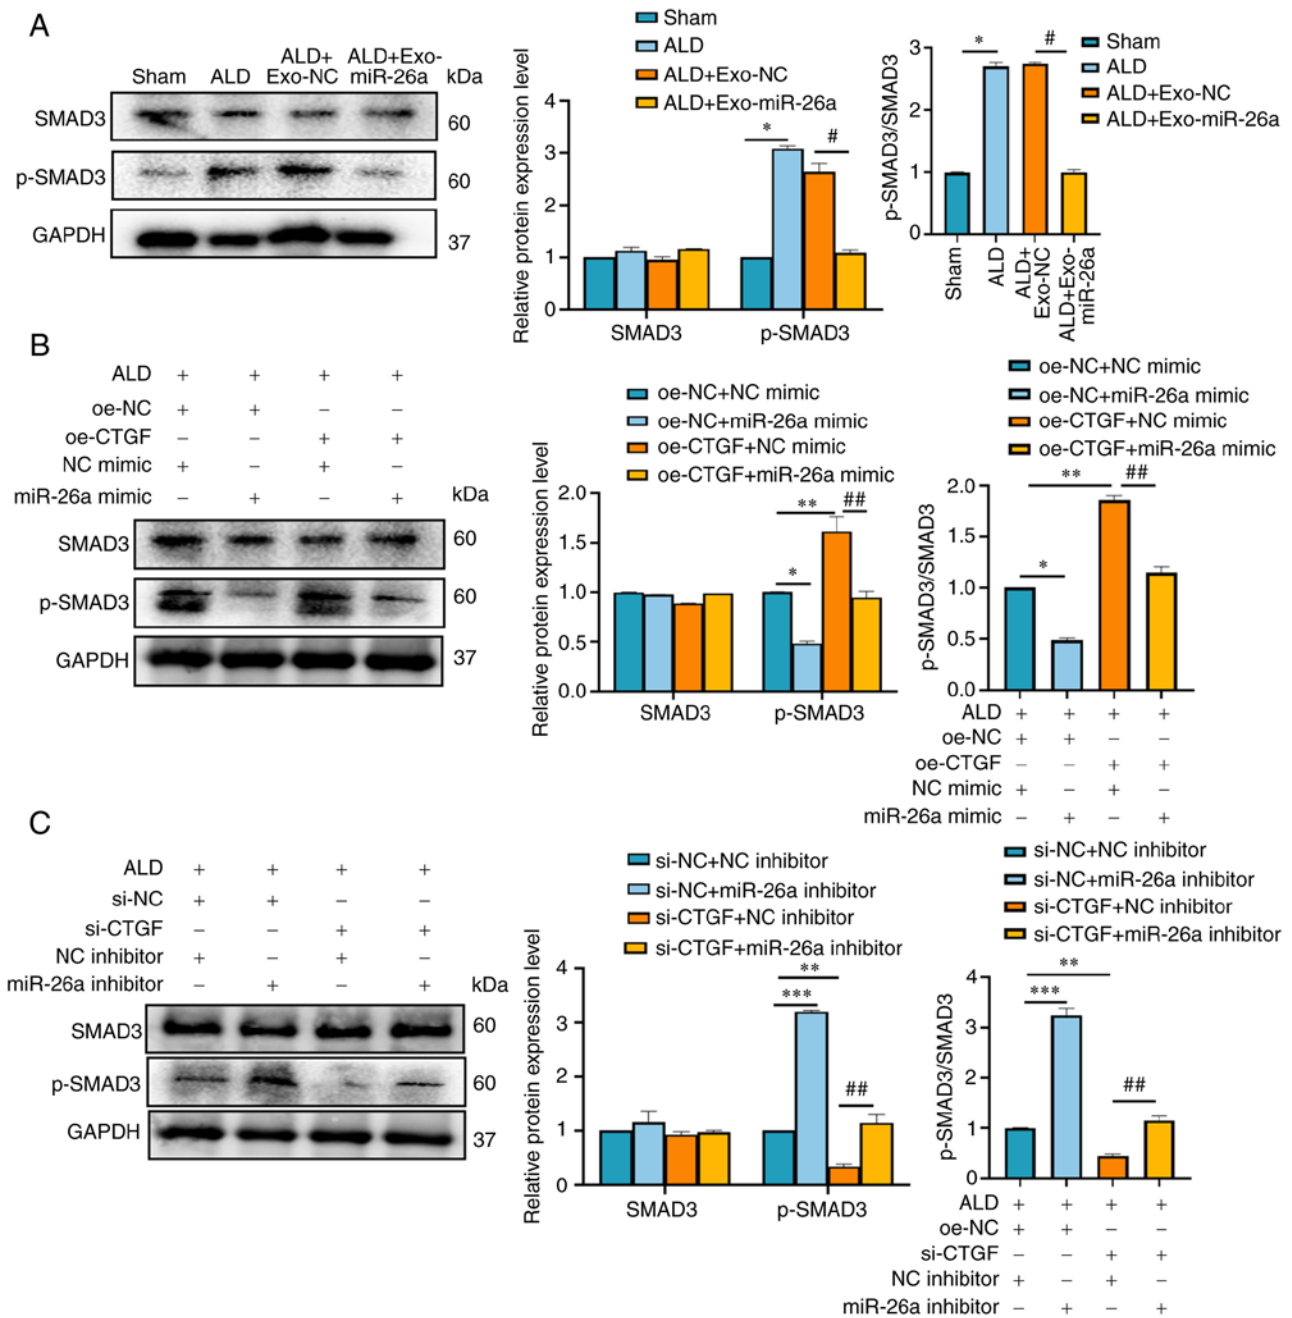 A
Sham ALD ALD+ Exo-NC ALD+Exo- miR-26a kDa
SMAD3 60
p-SMAD3 60
GAPDH 37
Relative protein expression level
Sham
ALD
ALD+Exo-NC
ALD+Exo-miR-26a
4
3
2
1
0
* #
SMAD3 p-SMAD3
p-SMAD3/SMAD3
3
2
1
0
* #
Sham
ALD
ALD+ Exo-NC
ALD+Exo- miR-26a
Sham
ALD
ALD+Exo-NC
ALD+Exo-miR-26a
B
ALD + + + +
oe-NC + + – –
oe-CTGF – – + +
NC mimic + – + –
miR-26a mimic – + – +
kDa
SMAD3 60
p-SMAD3 60
GAPDH 37
Relative protein expression level
oe-NC+NC mimic
oe-NC+miR-26a mimic
oe-CTGF+NC mimic
oe-CTGF+miR-26a mimic
2.0
1.5
1.0
0.5
0.0
* ** ##
SMAD3 p-SMAD3
oe-NC+NC mimic
oe-NC+miR-26a mimic
oe-CTGF+NC mimic
oe-CTGF+miR-26a mimic
p-SMAD3/SMAD3
2.0
1.5
1.0
0.5
0.0
* ** ##
ALD + + + +
oe-NC + + – –
oe-CTGF – – + +
NC mimic + – + –
miR-26a mimic – + – +
C
ALD + + + +
si-NC + + – –
si-CTGF – – + +
NC inhibitor + – + –
miR-26a inhibitor – + – +
kDa
SMAD3 60
p-SMAD3 60
GAPDH 37
Relative protein expression level
si-NC+NC inhibitor
si-NC+miR-26a inhibitor
si-CTGF+NC inhibitor
si-CTGF+miR-26a inhibitor
4
3
2
1
0
** *** ##
SMAD3 p-SMAD3
si-NC+NC inhibitor
si-NC+miR-26a inhibitor
si-CTGF+NC inhibitor
si-CTGF+miR-26a inhibitor
p-SMAD3/SMAD3
4
3
2
1
0
** *** ##
ALD + + + +
oe-NC + + – –
si-CTGF – – + +
NC inhibitor + – + –
miR-26a inhibitor – + – +